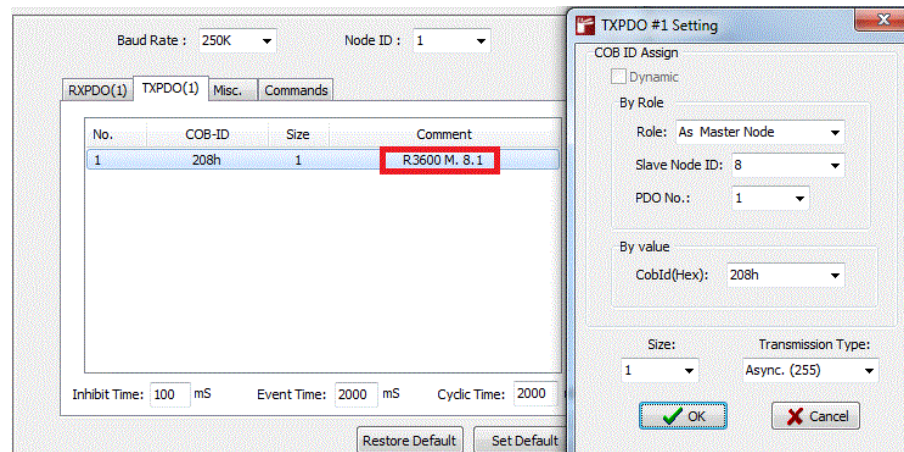 Baud Rate : 250K Node ID : 1
RXPDO(1) TXPDO(1) Misc. Commands
No. COB-ID Size Comment
1 208h 1 R3600 M. 8.1
Inhibit Time: 100 mS Event Time: 2000 mS Cyclic Time: 2000
Restore Default Set Default
TXPDO #1 Setting
COB ID Assign
Dynamic
By Role
Role: As Master Node
Slave Node ID: 8
PDO No.: 1
By value
CobId(Hex): 208h
Size: Transmission Type:
1 Async. (255)
OK Cancel